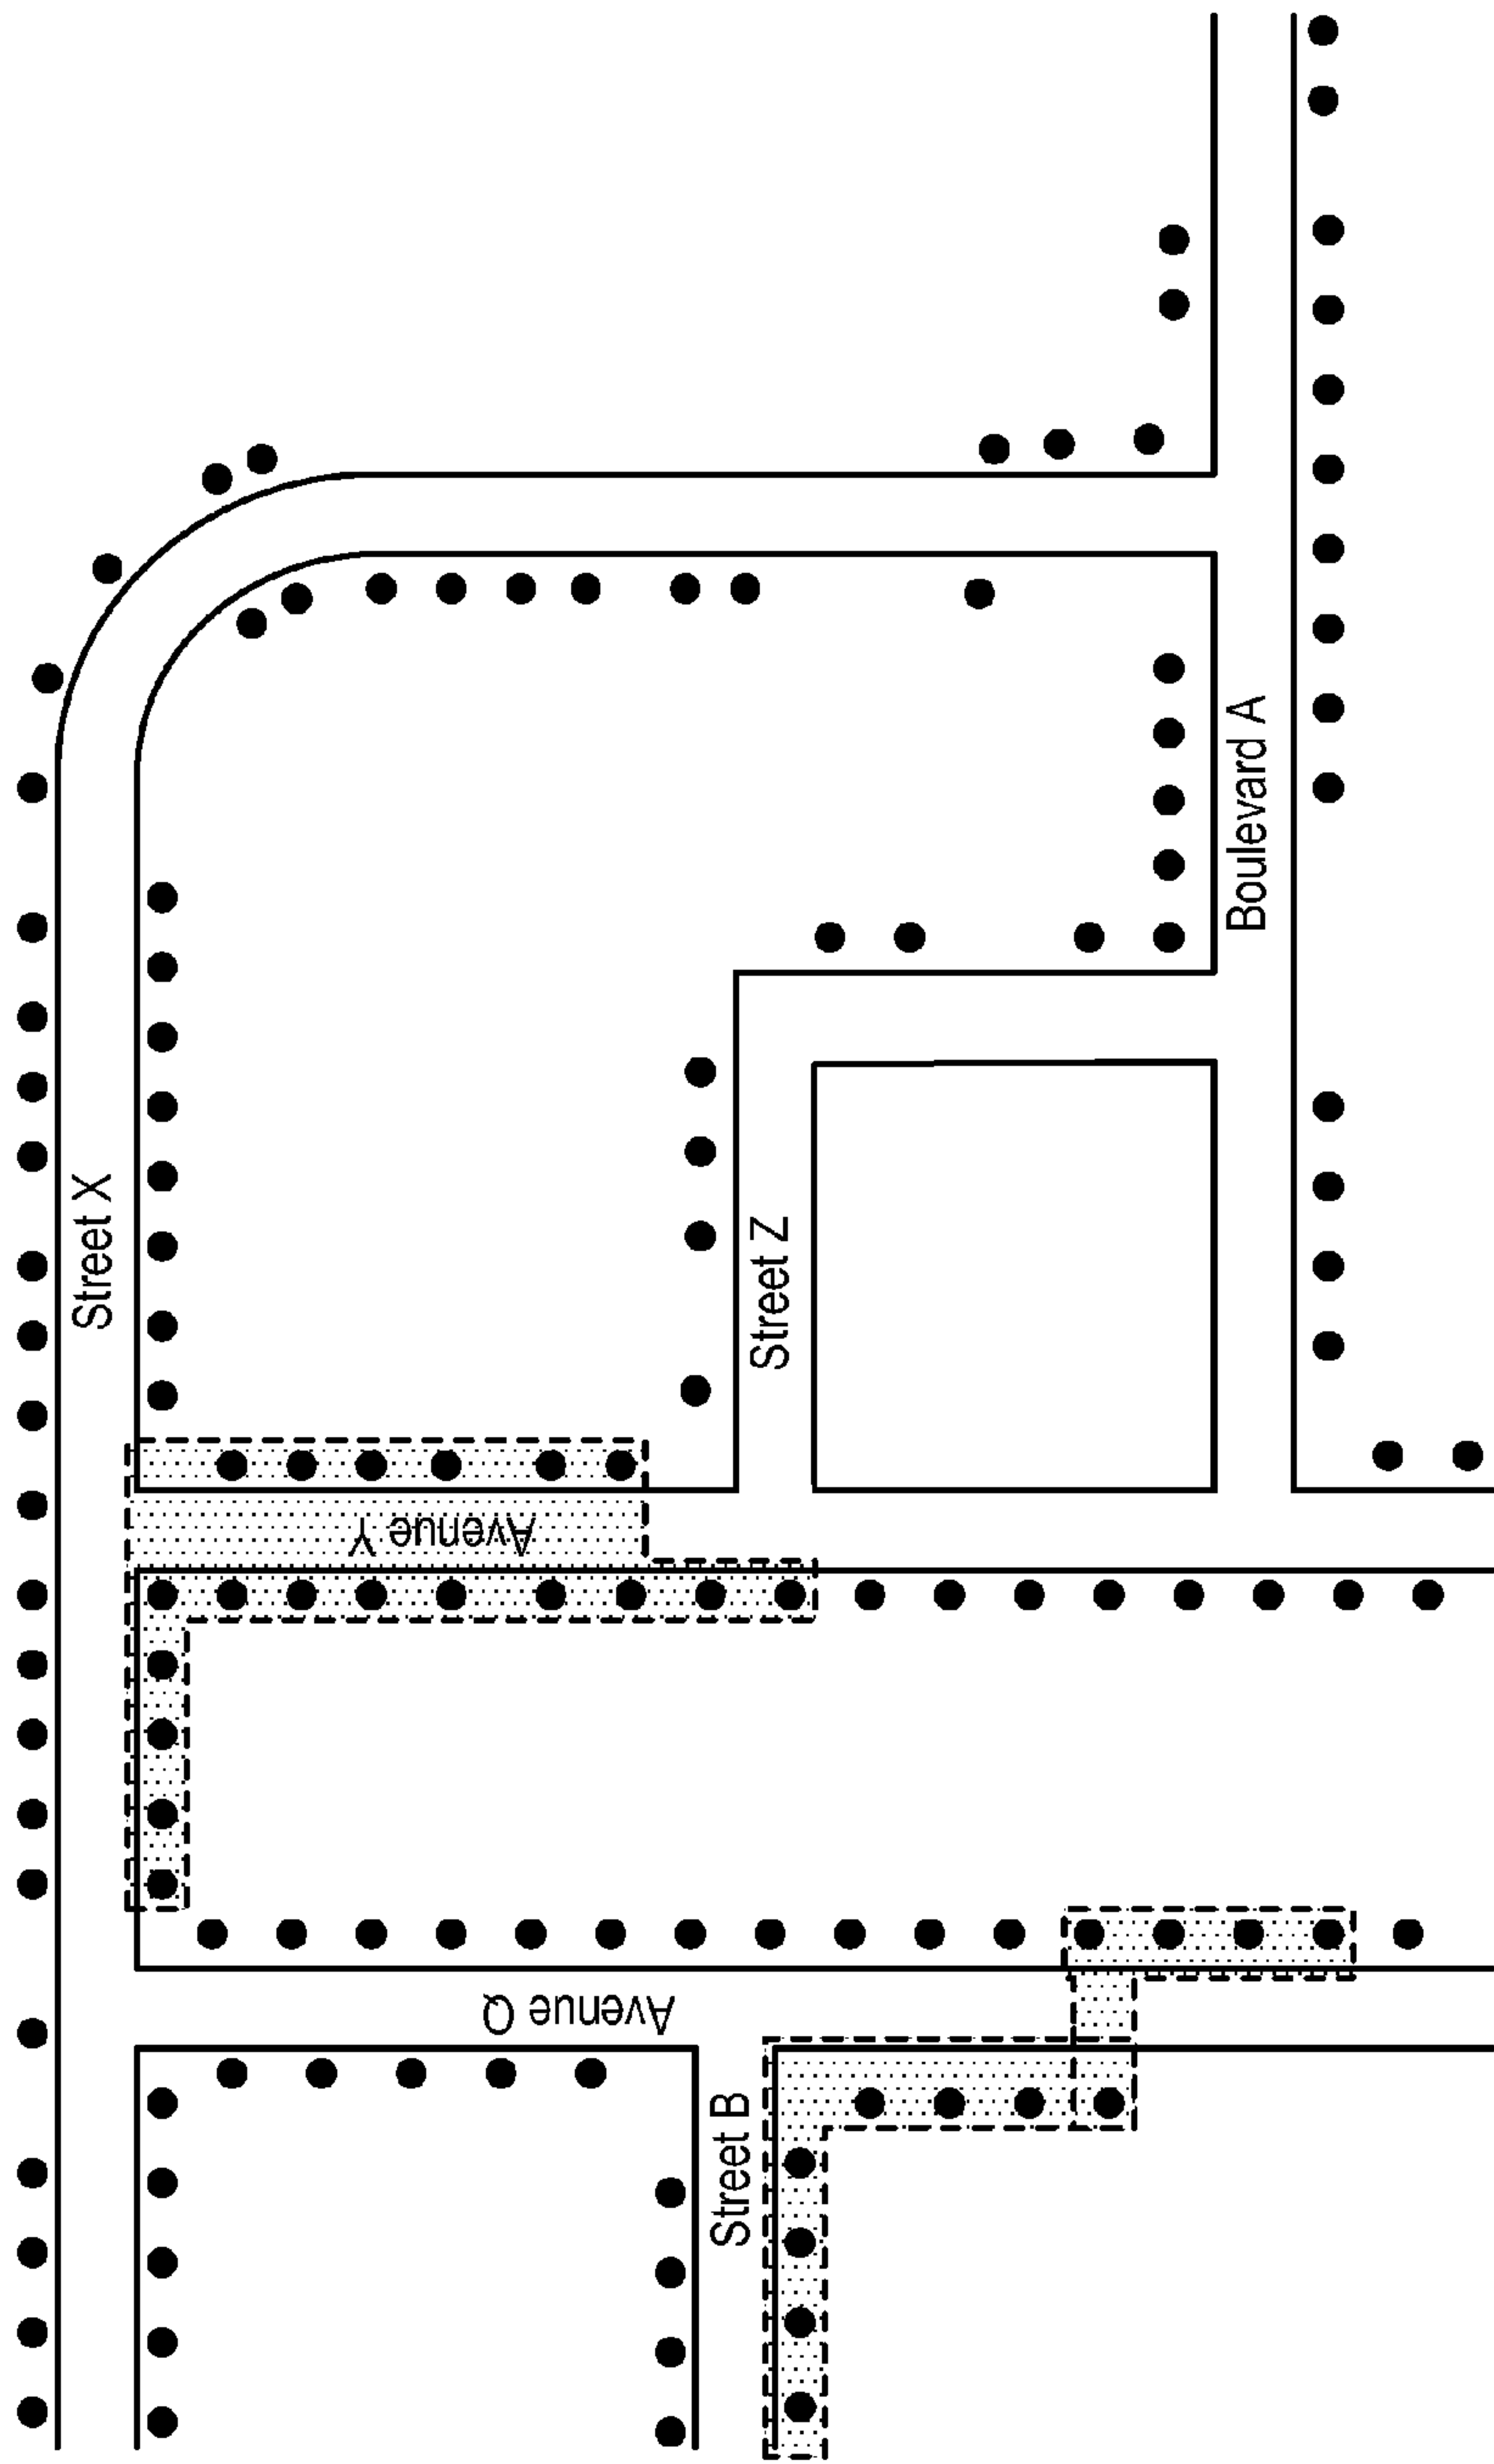 Street X
Boulevard A
Street Z
Avenue Y
Avenue Q
Street B